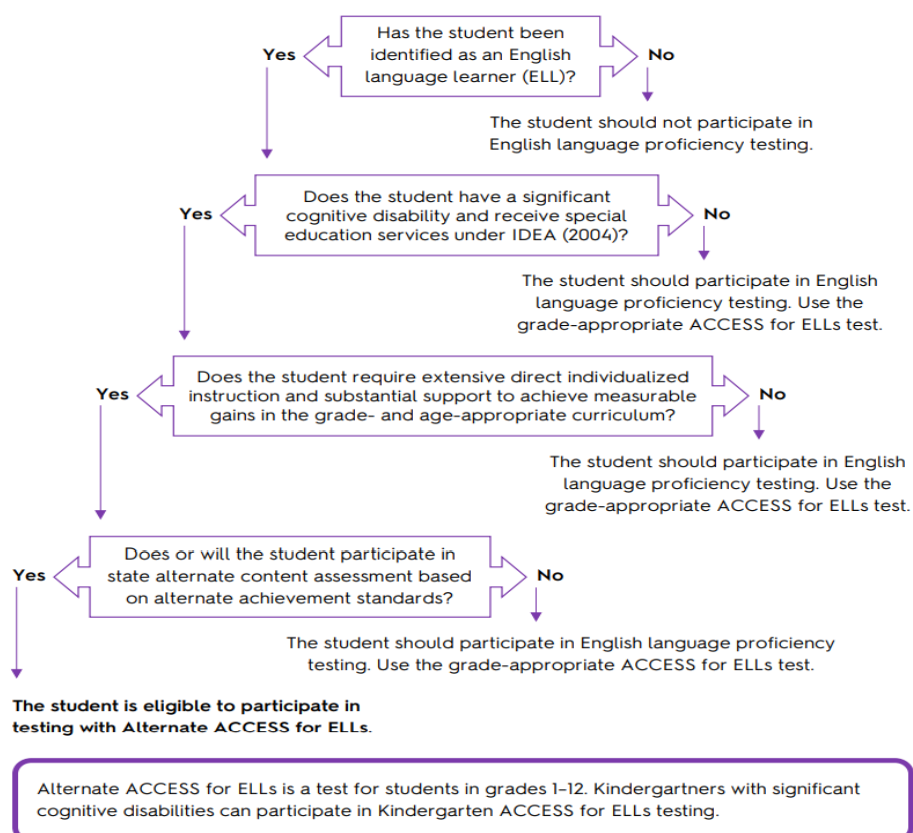 Has the student been
identified as an English
language learner (ELL)?
Yes
No
The student should not participate in
English language proficiency testing.
Does the student have a significant
cognitive disability and receive special
education services under IDEA (2004)?
Yes
No
The student should participate in English
language proficiency testing. Use the
grade-appropriate ACCESS for ELLs test.
Does the student require extensive direct individualized
instruction and substantial support to achieve measurable
gains in the grade- and age-appropriate curriculum?
Yes
No
The student should participate in English
language proficiency testing. Use the
grade-appropriate ACCESS for ELLs test.
Does or will the student participate in
state alternate content assessment based
on alternate achievement standards?
Yes
No
The student should participate in English language proficiency
testing. Use the grade-appropriate ACCESS for ELLs test.
The student is eligible to participate in
testing with Alternate ACCESS for ELLs.
Alternate ACCESS for ELLs is a test for students in grades 1–12. Kindergartners with significant
cognitive disabilities can participate in Kindergarten ACCESS for ELLs testing.